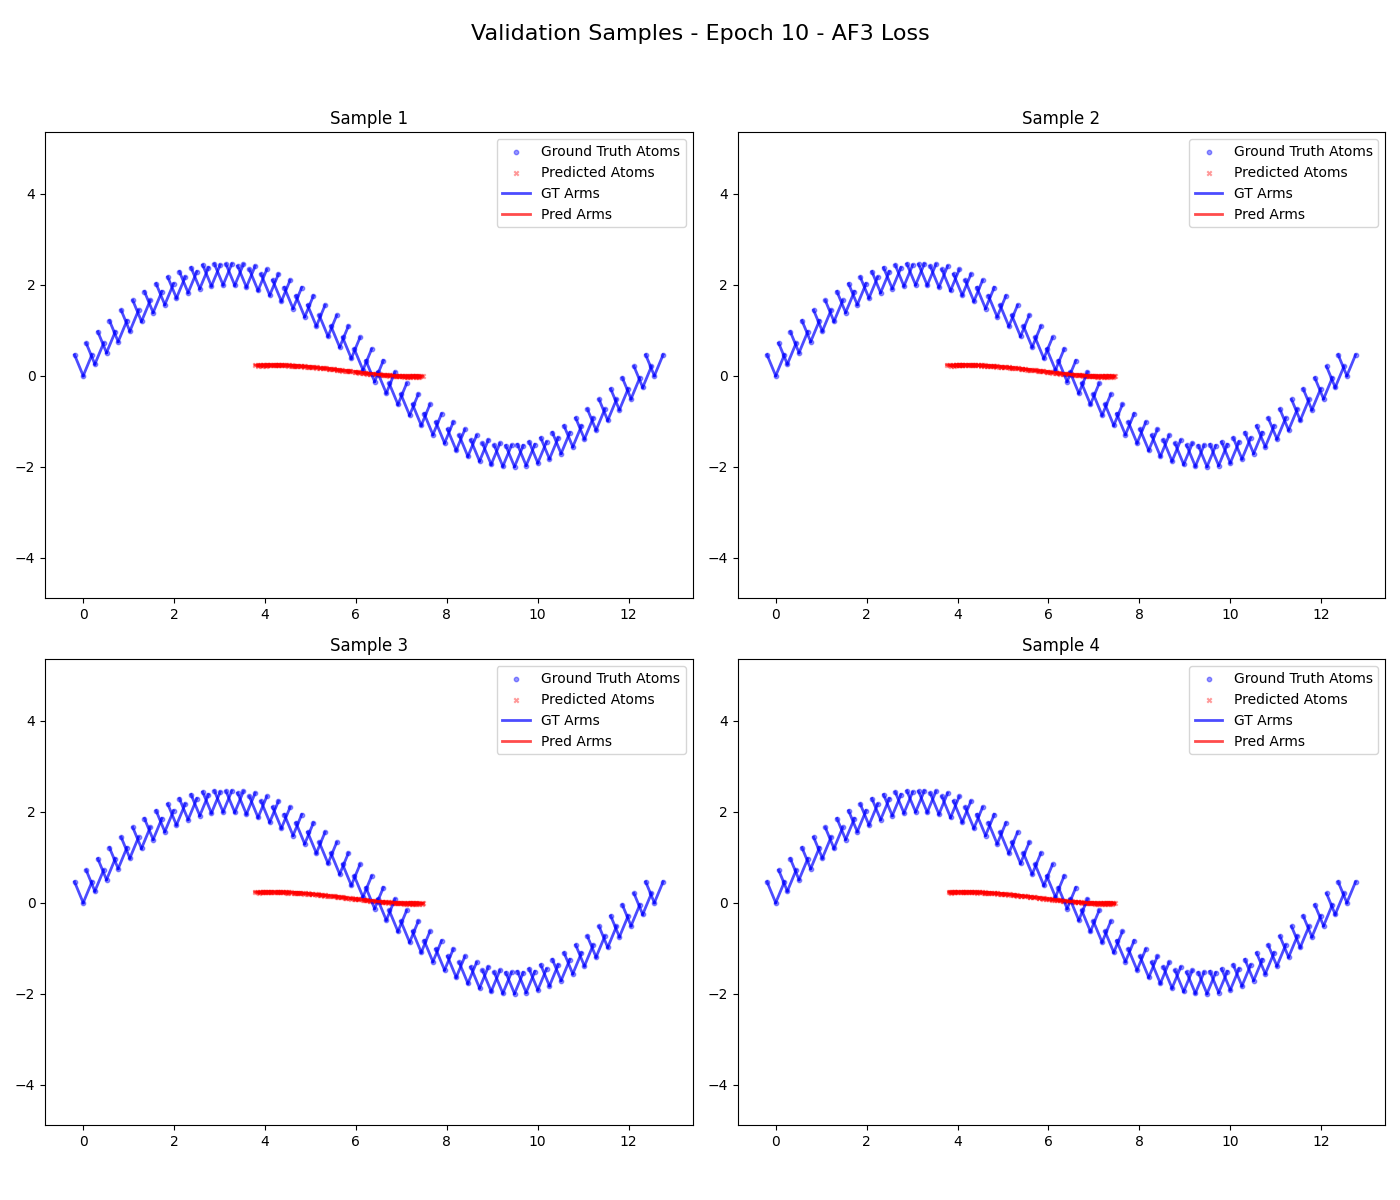 Validation Samples - Epoch 10 - AF3 Loss
Sample 1
Ground Truth Atoms
Predicted Atoms
GT Arms
Pred Arms
4
2
0
−2
−4
0 2 4 6 8 10 12
Sample 2
Ground Truth Atoms
Predicted Atoms
GT Arms
Pred Arms
4
2
0
−2
−4
0 2 4 6 8 10 12
Sample 3
Ground Truth Atoms
Predicted Atoms
GT Arms
Pred Arms
4
2
0
−2
−4
0 2 4 6 8 10 12
Sample 4
Ground Truth Atoms
Predicted Atoms
GT Arms
Pred Arms
4
2
0
−2
−4
0 2 4 6 8 10 12